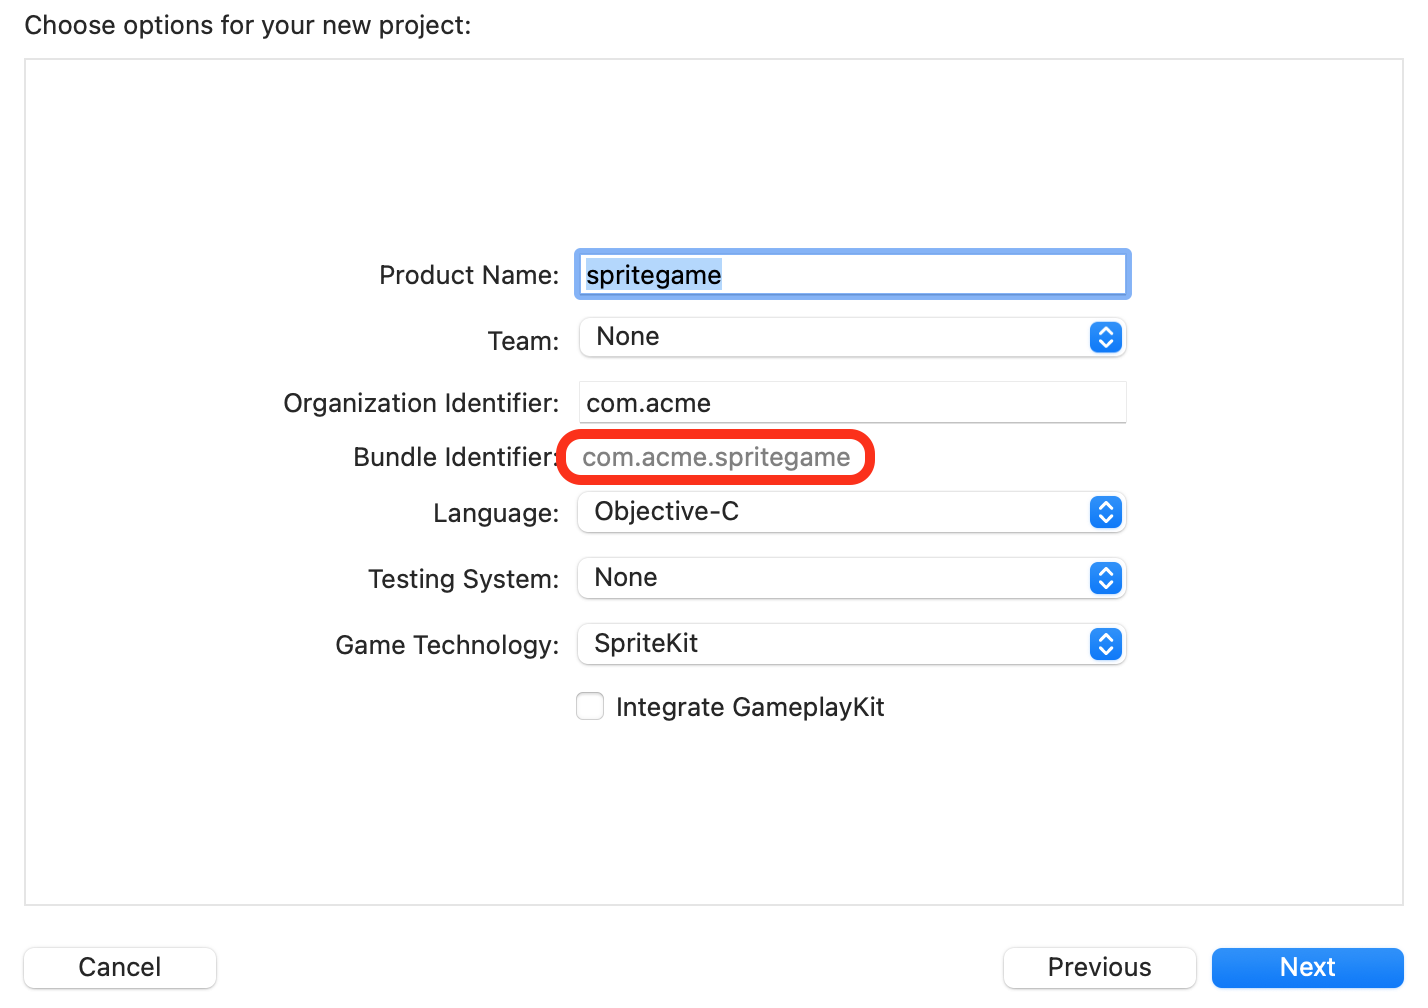 Choose options for your new project:
Product Name: spritegame
Team: None
Organization Identifier: com.acme
Bundle Identifier: com.acme.spritegame
Language: Objective-C
Testing System: None
Game Technology: SpriteKit
Integrate GameplayKit
Cancel Previous Next